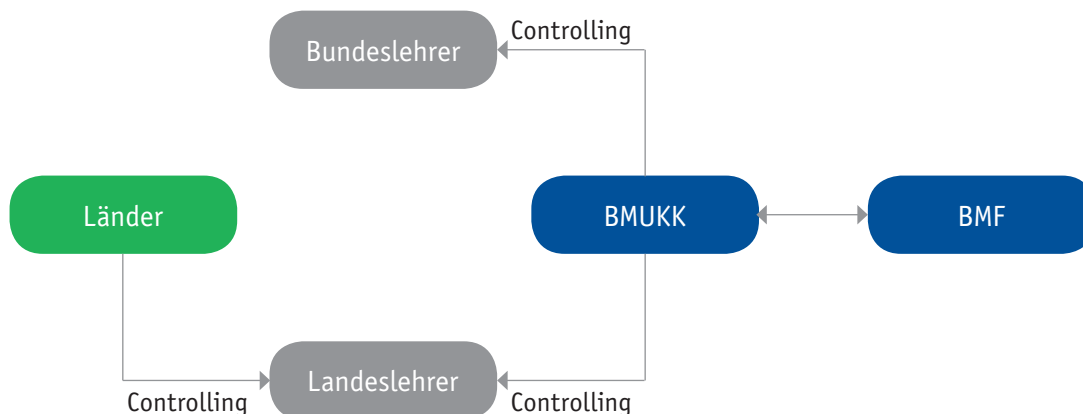 Controlling
Bundeslehrer
Länder
BMUKK
BMF
Landeslehrer
Controlling
Controlling